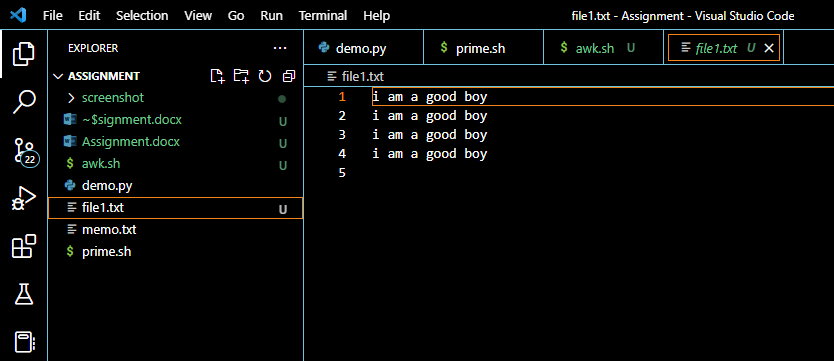 File Edit Selection View Go Run Terminal Help file1.txt - Assignment - Visual Studio Code
EXPLORER ...
demo.py $ prime.sh $ awk.sh U file1.txt U
ASSIGNMENT
file1.txt
screenshot
1 i am a good boy
~$signment.docx U
2 i am a good boy
Assignment.docx U
3 i am a good boy
$ awk.sh U
4 i am a good boy
demo.py
5
file1.txt U
memo.txt
$ prime.sh
22